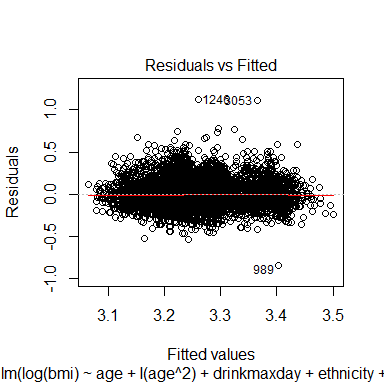 Residuals vs Fitted
1246
3053
989
1.0
0.5
0.0
-0.5
-1.0
Residuals
3.1 3.2 3.3 3.4 3.5
Fitted values
lm(log(bmi) ~ age + I(age^2) + drinkmaxday + ethnicity +